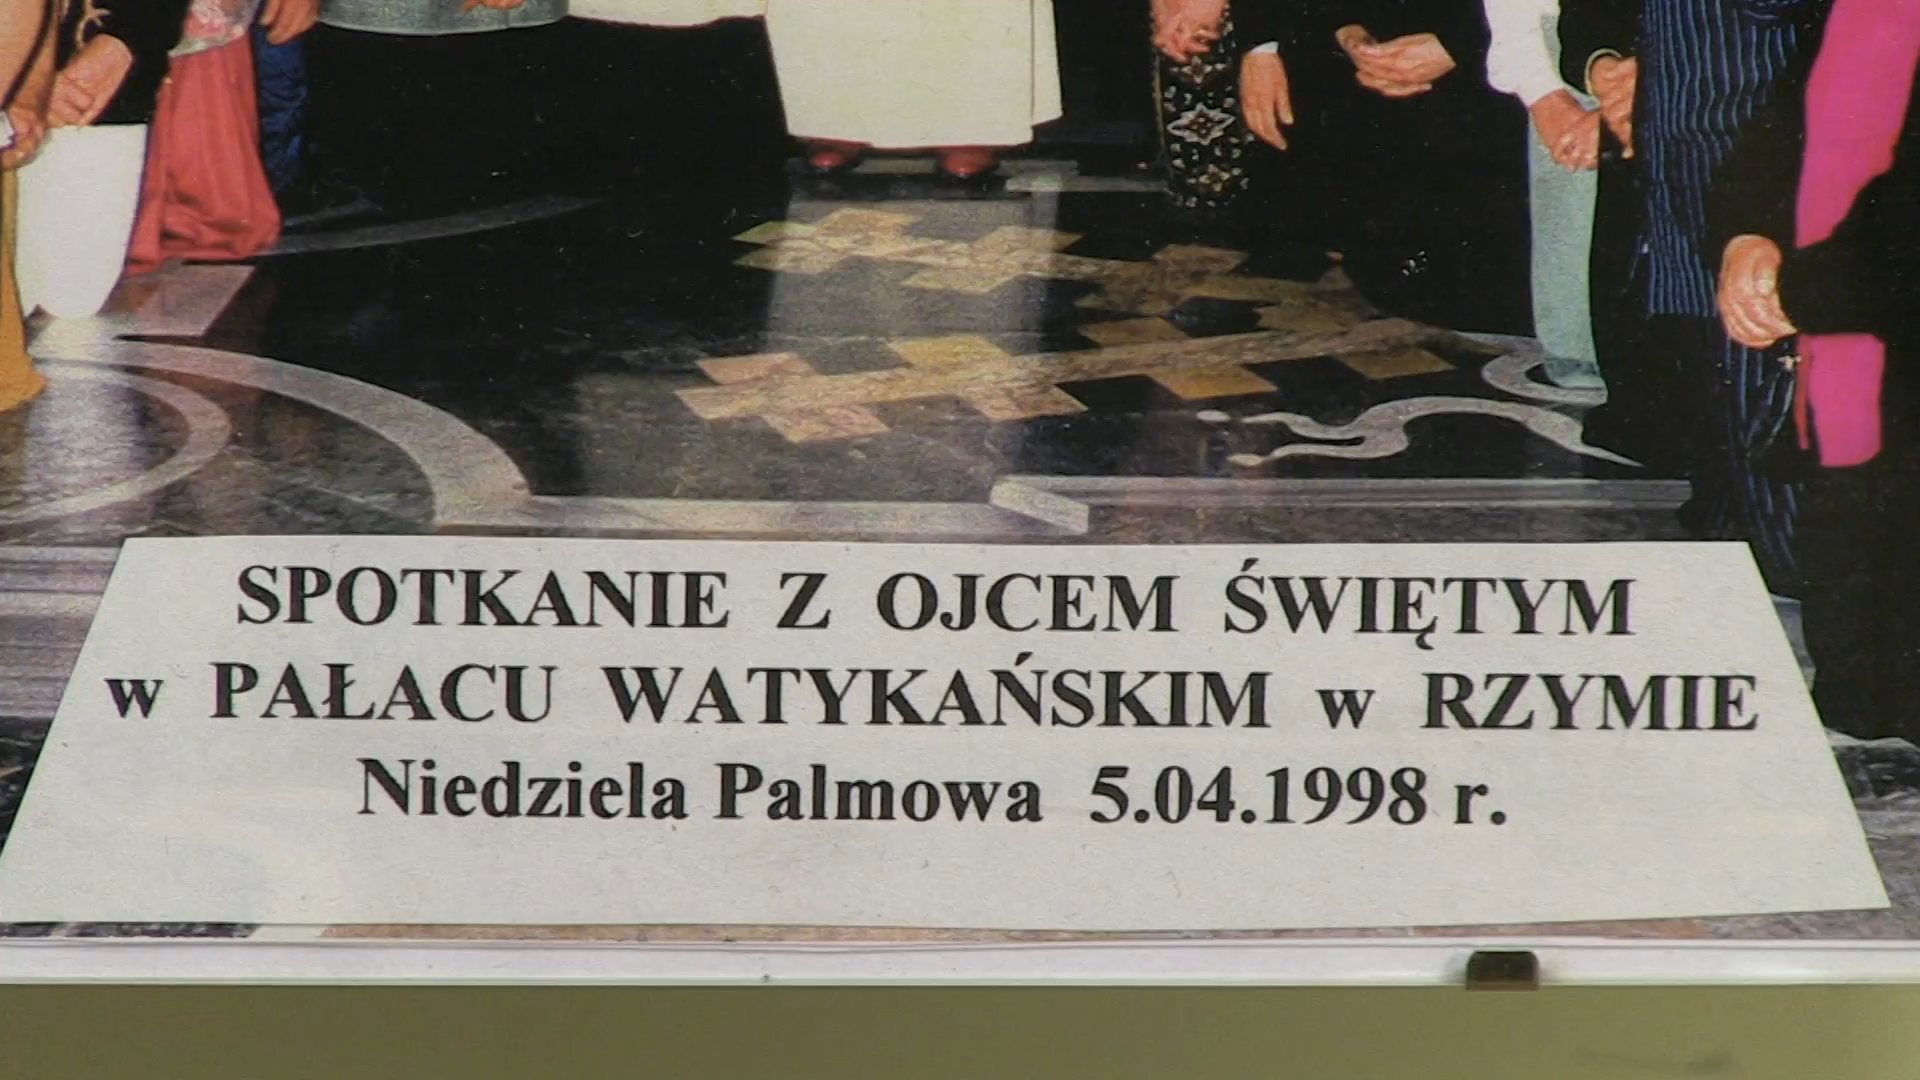 SPOTKANIE Z OJCEM ŚWIĘTYM
w PAŁACU WATYKAŃSKIM w RZYMIE
Niedziela Palmowa 5.04.1998 r.